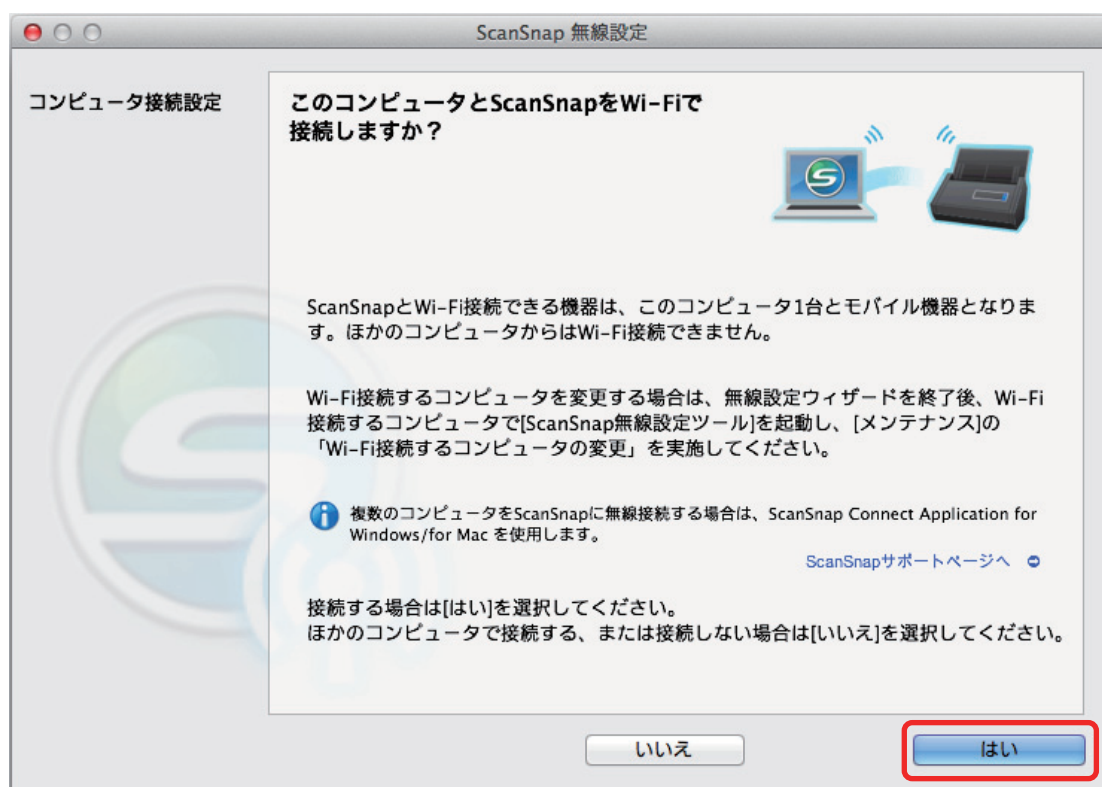 ScanSnap 無線設定
コンピュータ接続設定
このコンピュータとScanSnapをWi-Fiで
接続しますか？
ScanSnapとWi-Fi接続できる機器は、このコンピュータ1台とモバイル機器となりま
す。ほかのコンピュータからはWi-Fi接続できません。
Wi-Fi接続するコンピュータを変更する場合は、無線設定ウィザードを終了後、Wi-Fi
接続するコンピュータで[ScanSnap無線設定ツール]を起動し、[メンテナンス]の
「Wi-Fi接続するコンピュータの変更」を実施してください。
複数のコンピュータをScanSnapに無線接続する場合は、ScanSnap Connect Application for
Windows/for Mac を使用します。
ScanSnapサポートページへ
接続する場合は[はい]を選択してください。
ほかのコンピュータで接続する、または接続しない場合は[いいえ]を選択してください。
いいえ
はい